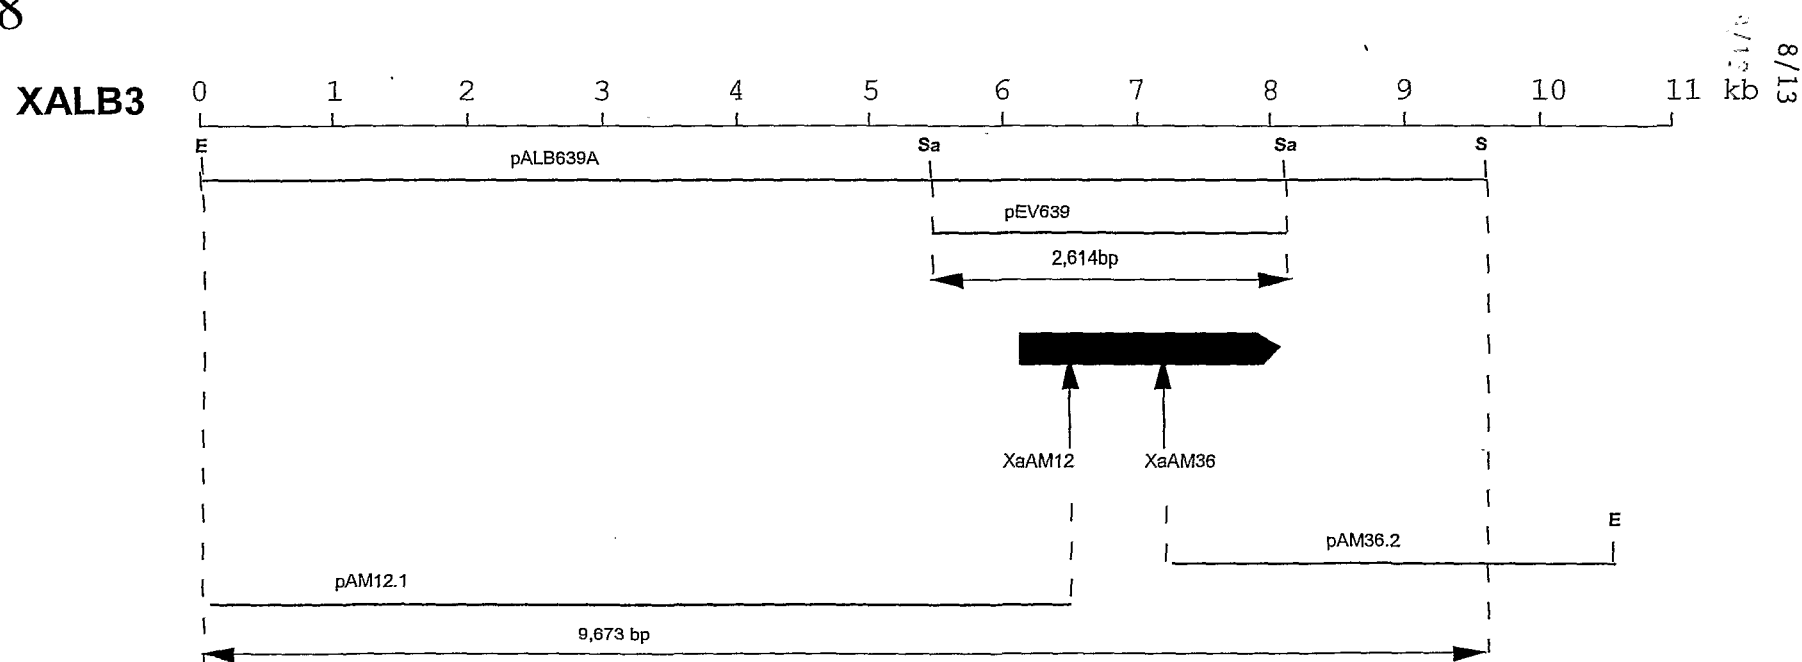 8
8/13
XALB3 0 1 2 3 4 5 6 7 8 9 10 11 kb
E Sa Sa S
pALB639A
pEV639
2,614bp
XaAM12 XaAM36
E
pAM36.2
pAM12.1
9,673 bp